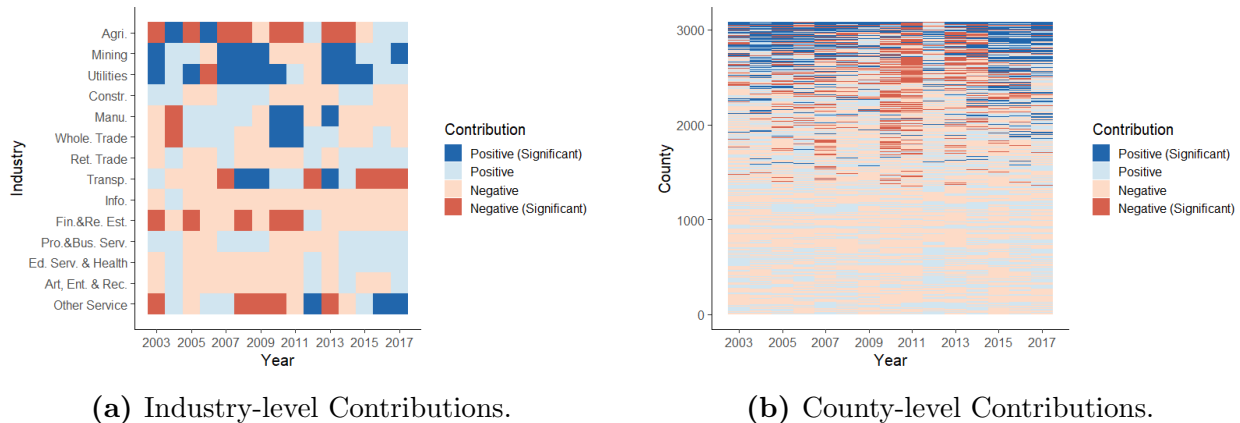 Industry
Agri.
Mining
Utilities
Constr.
Manu.
Whole. Trade
Ret. Trade
Transp.
Info.
Fin.&Re. Est.
Pro.&Bus. Serv.
Ed. Serv. & Health
Art, Ent. & Rec.
Other Service
2003 2005 2007 2009 2011 2013 2015 2017
Year
Contribution
Positive (Significant)
Positive
Negative
Negative (Significant)
(a) Industry-level Contributions.
County
3000
2000
1000
0
2003 2005 2007 2009 2011 2013 2015 2017
Year
Contribution
Positive (Significant)
Positive
Negative
Negative (Significant)
(b) County-level Contributions.